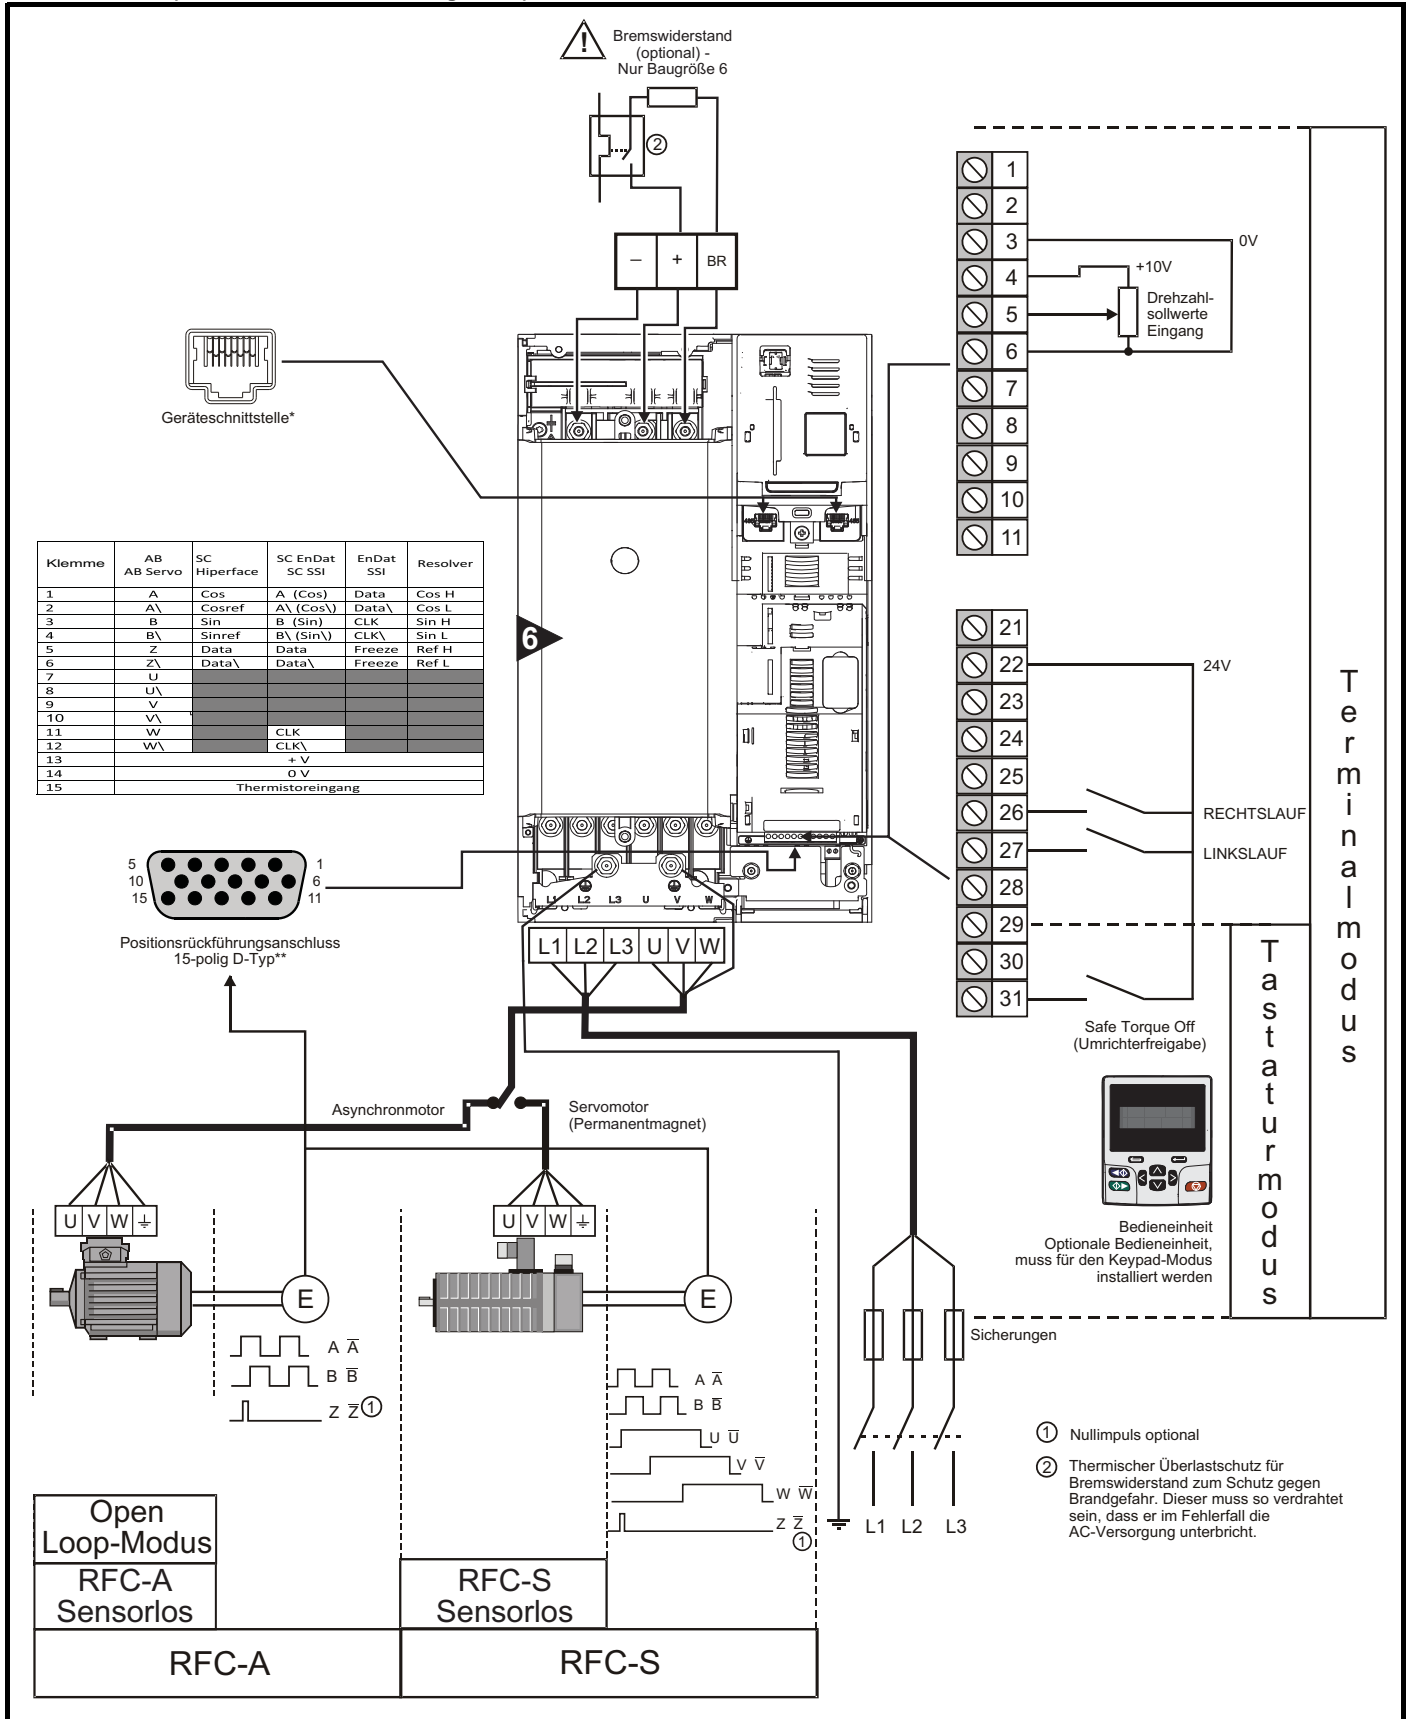 Bremswiderstand
(optional) -
Nur Baugröße 6
2
– + BR
Geräteschnittstelle*
1
2
3
4
5
6
7
8
9
10
11
0V
+10V
Drehzahl-
sollwerte
Eingang
Klemme AB AB Servo SC Hiperface SC EnDat SC SSI EnDat SSI Resolver
1 A Cos A (Cos) Data Cos H
2 A\ Cosref A\ (Cos\) Data\ Cos L
3 B Sin B (Sin) CLK Sin H
4 B\ Sinref B\ (Sin\) CLK\ Sin L
5 Z Data Data Freeze Ref H
6 Z\ Data\ Data\ Freeze Ref L
7 U
8 U\
9 V
10 V\
11 W CLK
12 W\ CLK\
13 + V
14 0 V
15 Thermistoreingang
6
21
22
23
24
25
26
27
28
29
30
31
24V
RECHTSLAUF
LINKSLAUF
Safe Torque Off
(Umrichterfreigabe)
Terminalmodus
Tastaturmodus
5 1
10 6
15 11
Positionsrückführungsanschluss
15-polig D-Typ**
L1 L2 L3 U V W
L1 L2 L3 U V W
Asynchronmotor
Servomotor
(Permanentmagnet)
Bedieneinheit
Optionale Bedieneinheit,
muss für den Keypad-Modus
installiert werden
U V W
U V W
E
E
A A̅
B B̅
Z Z̅ 1
A A̅
B B̅
U U̅
V V̅
W W̅
Z Z̅
1
Sicherungen
L1 L2 L3
1 Nullimpuls optional
2 Thermischer Überlastschutz für
Bremswiderstand zum Schutz gegen
Brandgefahr. Dieser muss so verdrahtet
sein, dass er im Fehlerfall die
AC-Versorgung unterbricht.
Open
Loop-Modus
RFC-A
Sensorlos
RFC-S
Sensorlos
RFC-A
RFC-S